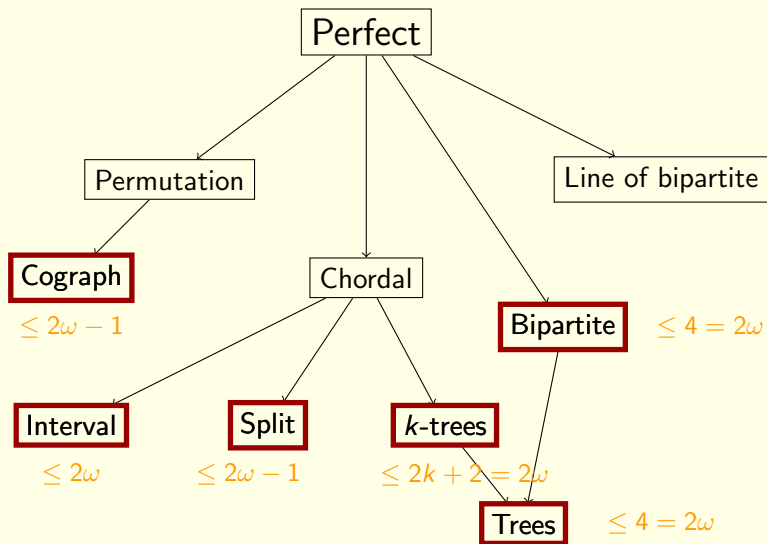 Perfect
Permutation
Line of bipartite
Cograph
≤ 2ω − 1
Chordal
Bipartite
≤ 4 = 2ω
Interval
≤ 2ω
Split
≤ 2ω − 1
k-trees
≤ 2k + 2 = 2ω
Trees
≤ 4 = 2ω